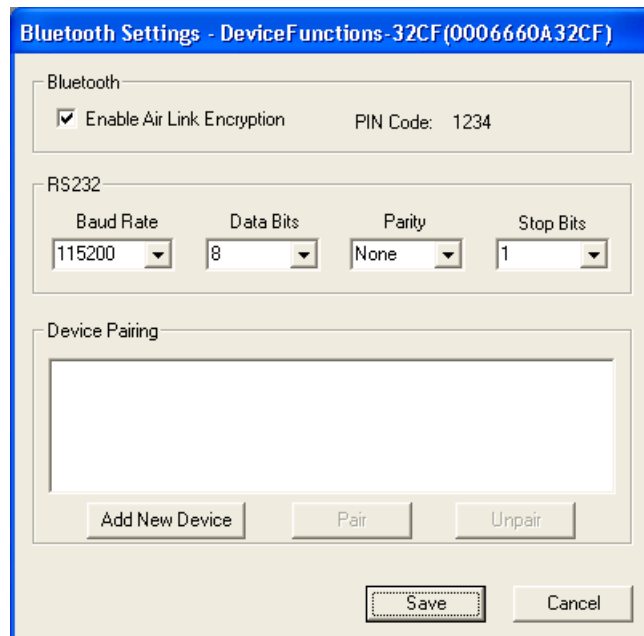 Bluetooth Settings - DeviceFunctions-32CF(0006660A32CF)
Bluetooth
Enable Air Link Encryption PIN Code: 1234
RS232
Baud Rate Data Bits Parity Stop Bits
115200 8 None 1
Device Pairing
Add New Device Pair Unpair
Save Cancel